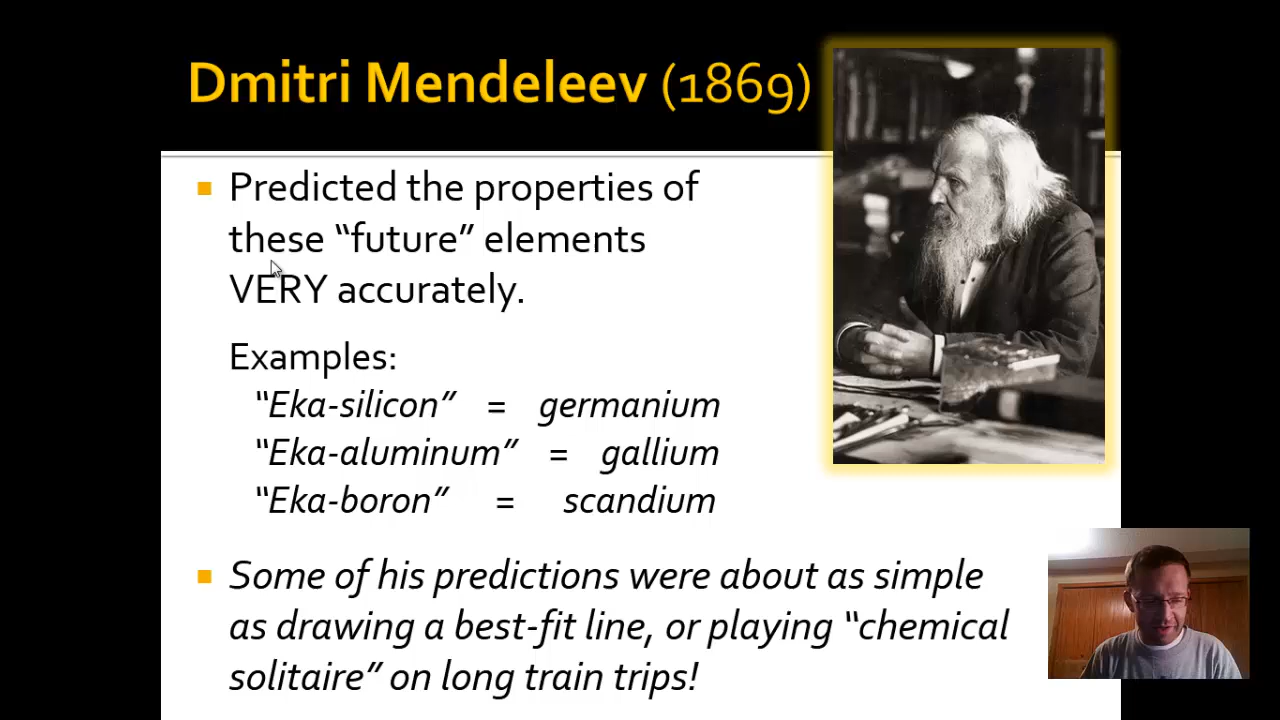 Dmitri Mendeleev (1869)
Predicted the properties of
these “future” elements
VERY accurately.
Examples:
“Eka-silicon” = germanium
“Eka-aluminum” = gallium
“Eka-boron” = scandium
Some of his predictions were about as simple
as drawing a best-fit line, or playing “chemical
solitaire” on long train trips!